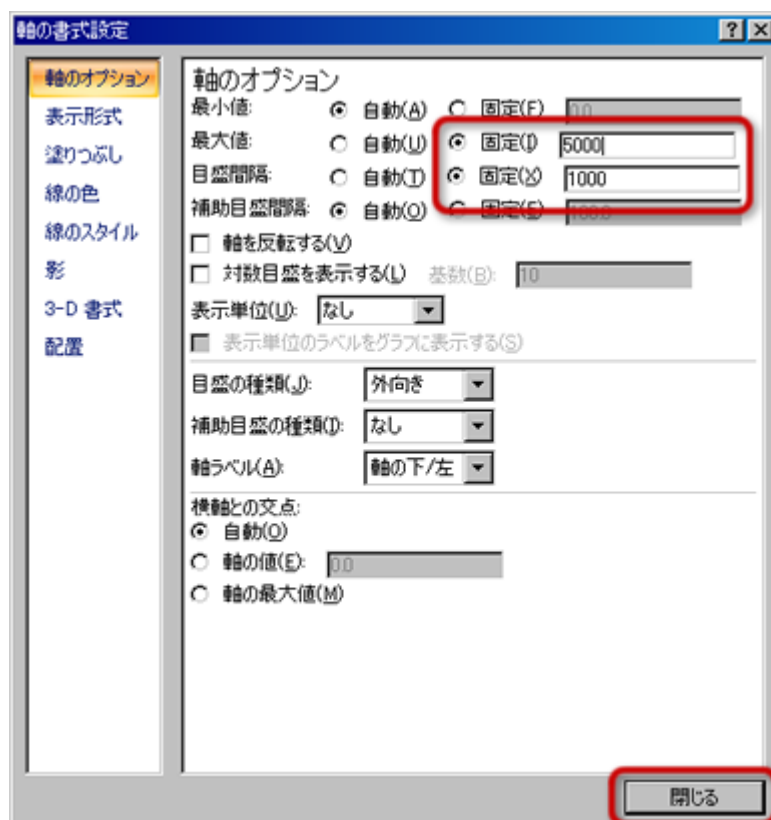 軸の書式設定
軸のオプション
表示形式
塗りつぶし
線の色
線のスタイル
影
3-D 書式
配置
軸のオプション
最小値: 自動(A) 固定(F) 0.0
最大値: 自動(U) 固定(I) 5000
目盛間隔: 自動(T) 固定(X) 1000
補助目盛間隔: 自動(O) 固定(E) 100.0
軸を反転する(V)
対数目盛を表示する(L) 基数(B): 10
表示単位(U): なし
表示単位のラベルをグラフに表示する(S)
目盛の種類(J): 外向き
補助目盛の種類(I): なし
軸ラベル(A): 軸の下/左
横軸との交点:
自動(O)
軸の値(E): 0.0
軸の最大値(M)
閉じる